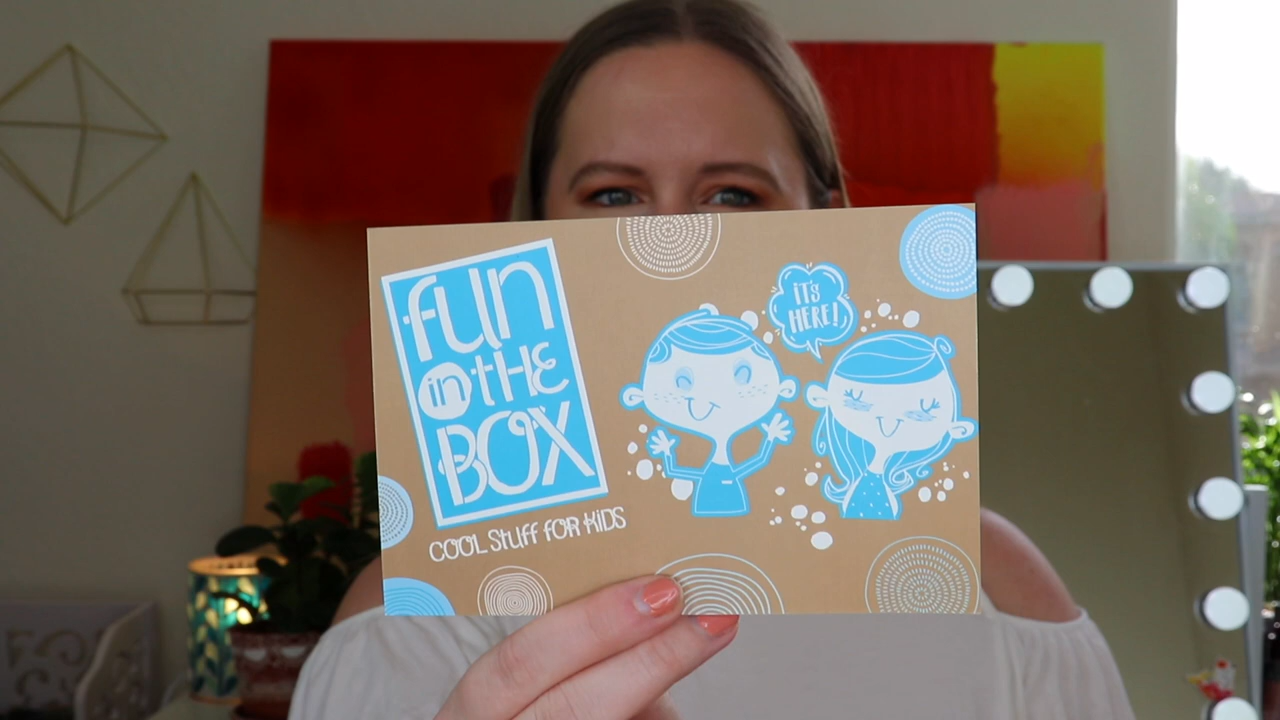 fun
in tHE
BOX
COOL Stuff FOR KiDS
iT'S
HERE!